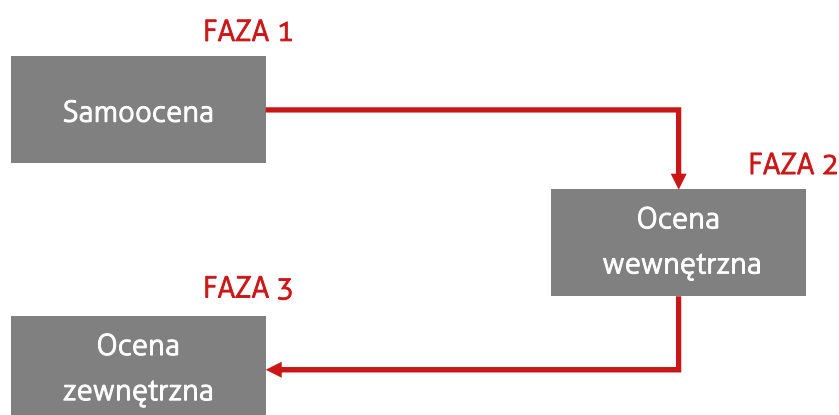 FAZA 1
Samoocena
FAZA 2
Ocena
wewnętrzna
FAZA 3
Ocena
zewnętrzna